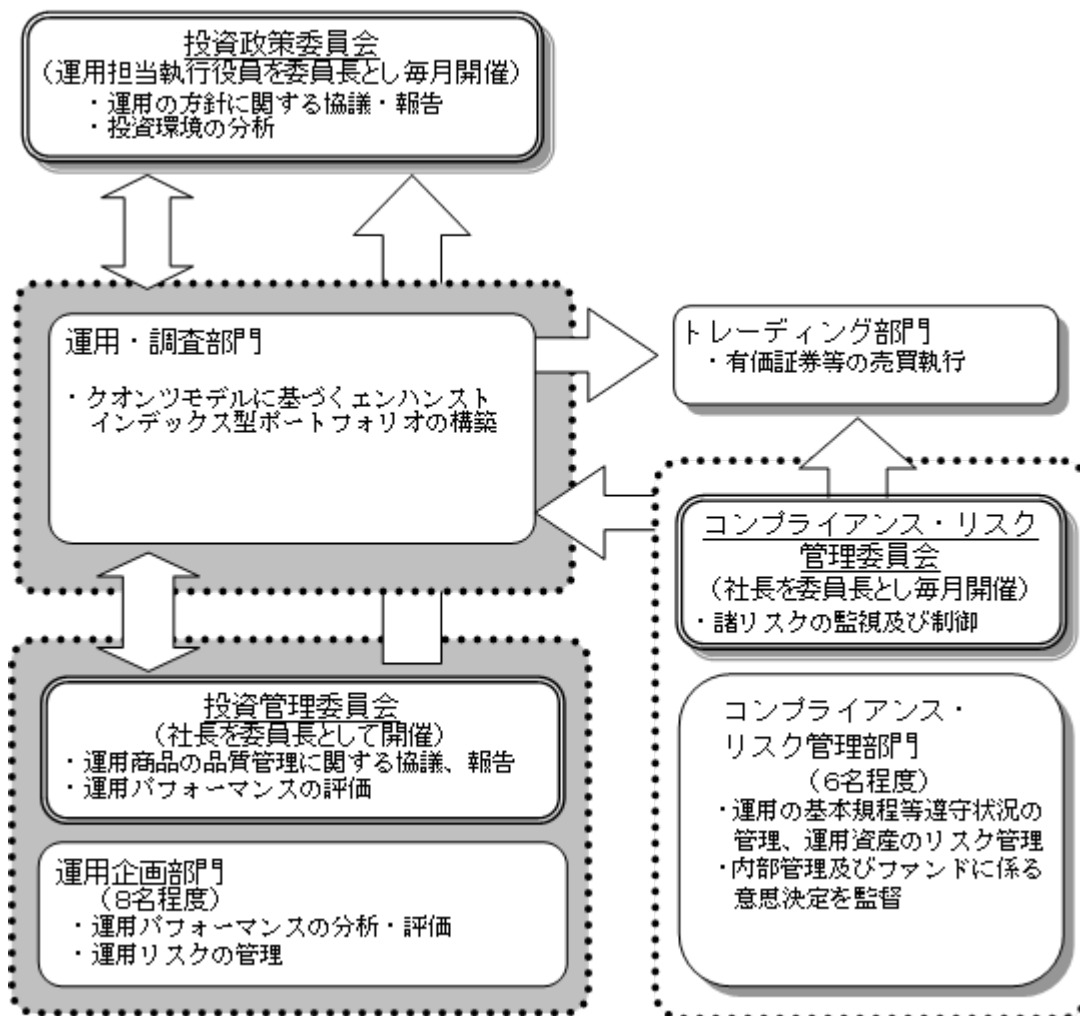 投資政策委員会
（運用担当執行役員を委員長とし毎月開催）
・運用の方針に関する協議・報告
・投資環境の分析
運用・調査部門
・クオンツモデルに基づくエンハンスト
インデックス型ポートフォリオの構築
トレーディング部門
・有価証券等の売買執行
コンプライアンス・リスク
管理委員会
（社長を委員長とし毎月開催）
・諸リスクの監視及び制御
コンプライアンス・
リスク管理部門
（6名程度）
・運用の基本規程等遵守状況の
管理、運用資産のリスク管理
・内部管理及びファンドに係る
意思決定を監督
投資管理委員会
（社長を委員長として開催）
・運用商品の品質管理に関する協議、報告
・運用パフォーマンスの評価
運用企画部門
（8名程度）
・運用パフォーマンスの分析・評価
・運用リスクの管理